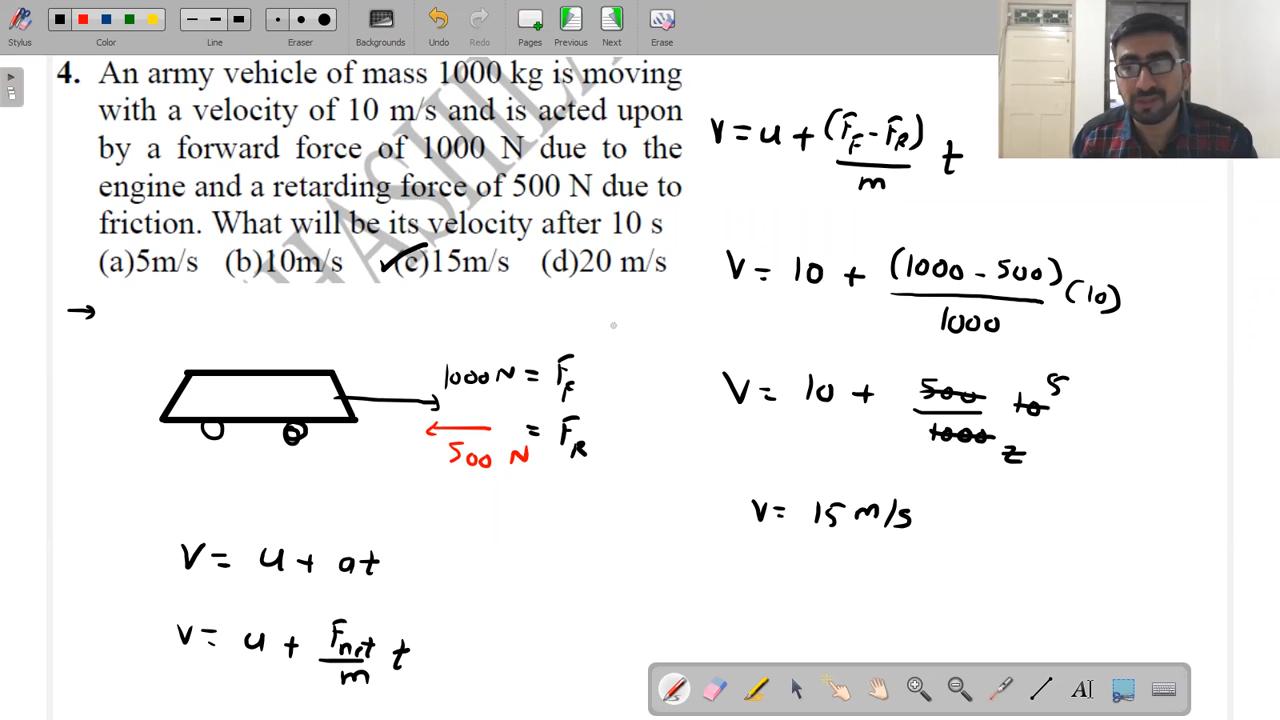 Stylus
Color
Line
Eraser
Backgrounds
Undo
Redo
Pages
Previous
Next
Erase
4. An army vehicle of mass 1000 kg is moving
with a velocity of 10 m/s and is acted upon
by a forward force of 1000 N due to the
engine and a retarding force of 500 N due to
friction. What will be its velocity after 10 s
(a)5m/s (b)10m/s (c)15m/s (d)20 m/s
→
1000 N = F_F
500 N = F_R
V = u + at
V = u + F_net/m t
V = u + (F_F - F_R)/m t
V = 10 + (1000 - 500)/1000 (10)
V = 10 + 500/1000 10 5
2
V = 15 m/s
AI